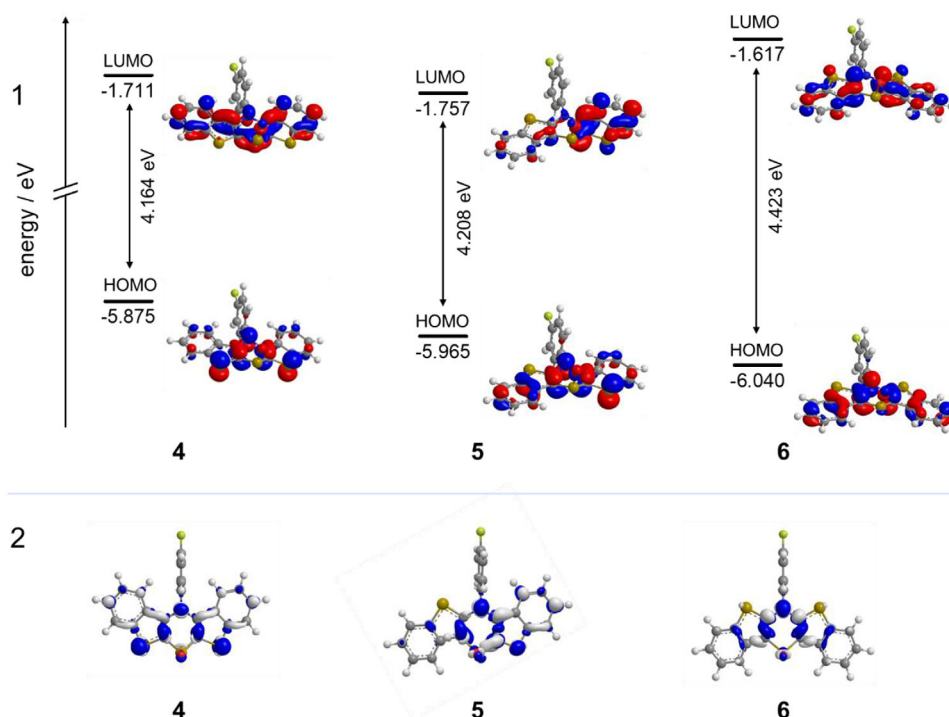 1
energy / eV
LUMO
-1.711
4.164 eV
HOMO
-5.875
4
LUMO
-1.757
4.208 eV
HOMO
-5.965
5
LUMO
-1.617
4.423 eV
HOMO
-6.040
6
2
4
5
6